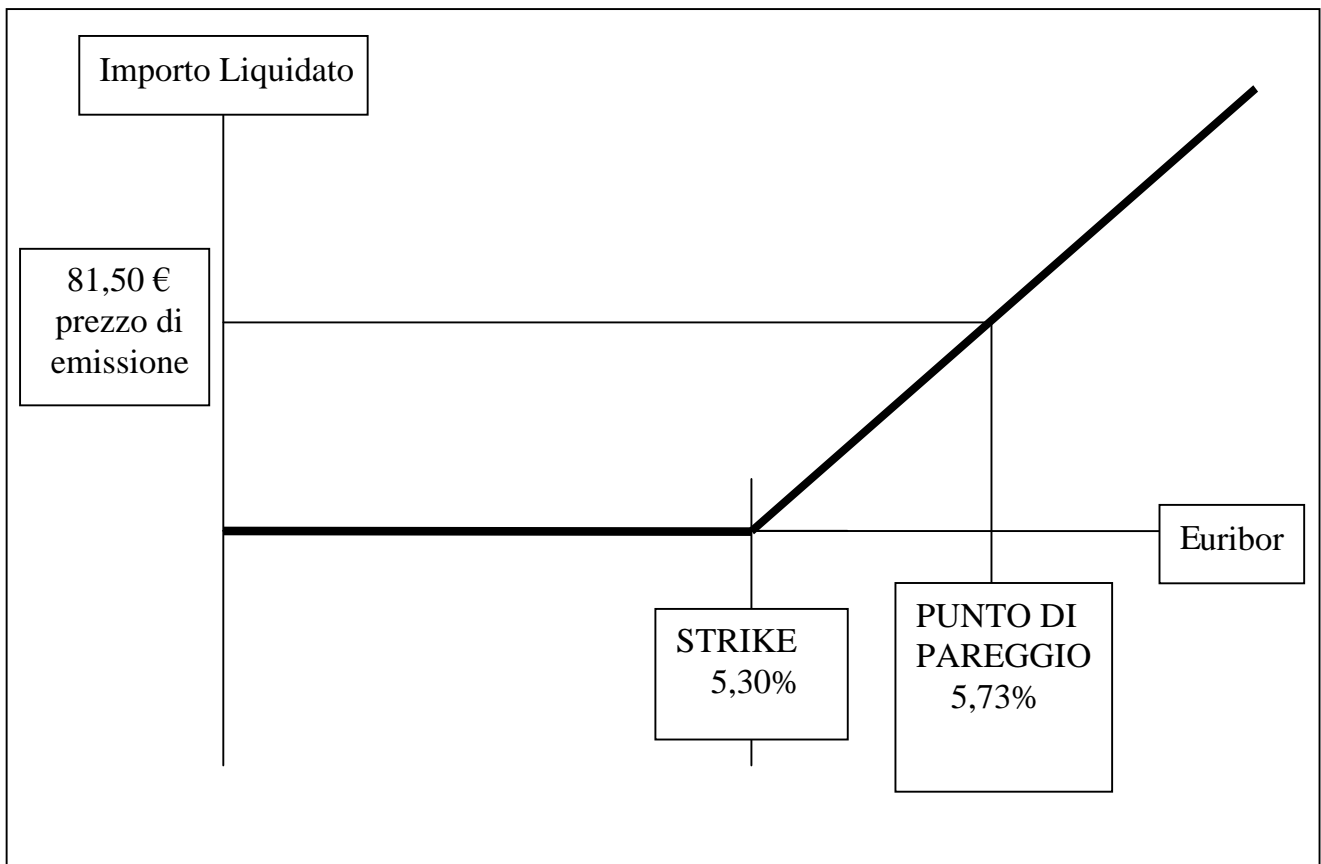 Importo Liquidato
81,50 €
prezzo di
emissione
Euribor
STRIKE
5,30%
PUNTO DI
PAREGGIO
5,73%